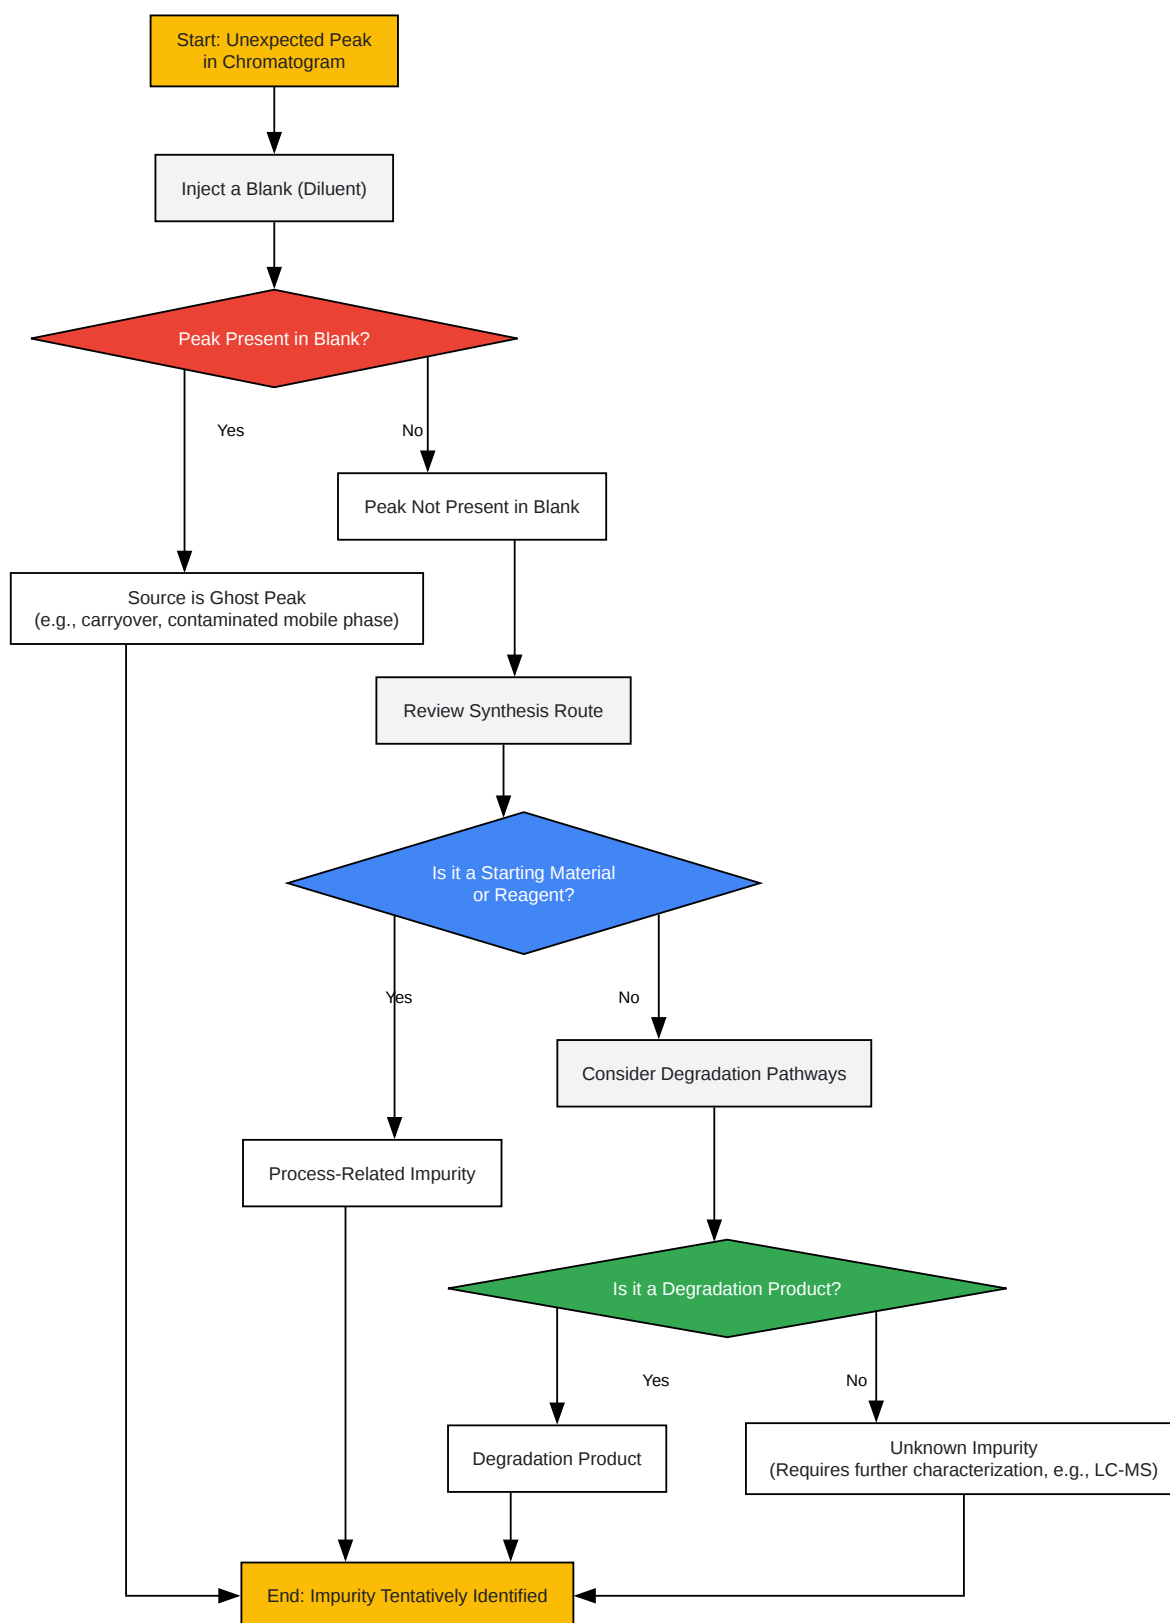 Start: Unexpected Peak
in Chromatogram
Inject a Blank (Diluent)
Peak Present in Blank?
Yes
No
Peak Not Present in Blank
Source is Ghost Peak
(e.g., carryover, contaminated mobile phase)
Review Synthesis Route
Is it a Starting Material
or Reagent?
Yes
No
Consider Degradation Pathways
Process-Related Impurity
Is it a Degradation Product?
Yes
No
Degradation Product
Unknown Impurity
(Requires further characterization, e.g., LC-MS)
End: Impurity Tentatively Identified